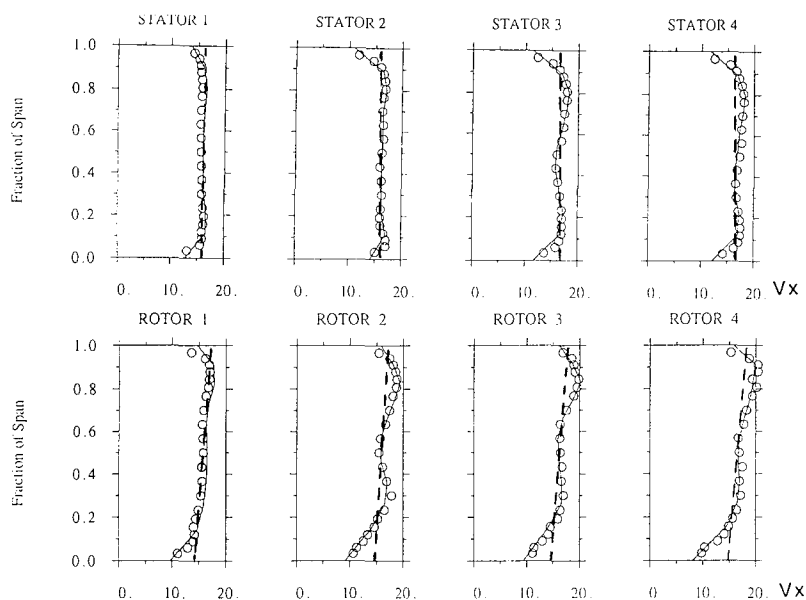 STATOR 1 STATOR 2 STATOR 3 STATOR 4
Fraction of Span
1.0
0.8
0.6
0.4
0.2
0.0
0. 10. 20. 0. 10. 20. 0. 10. 20. 0. 10. 20. Vx
ROTOR 1 ROTOR 2 ROTOR 3 ROTOR 4
Fraction of Span
1.0
0.8
0.6
0.4
0.2
0.0
0. 10. 20. 0. 10. 20. 0. 10. 20. 0. 10. 20. Vx